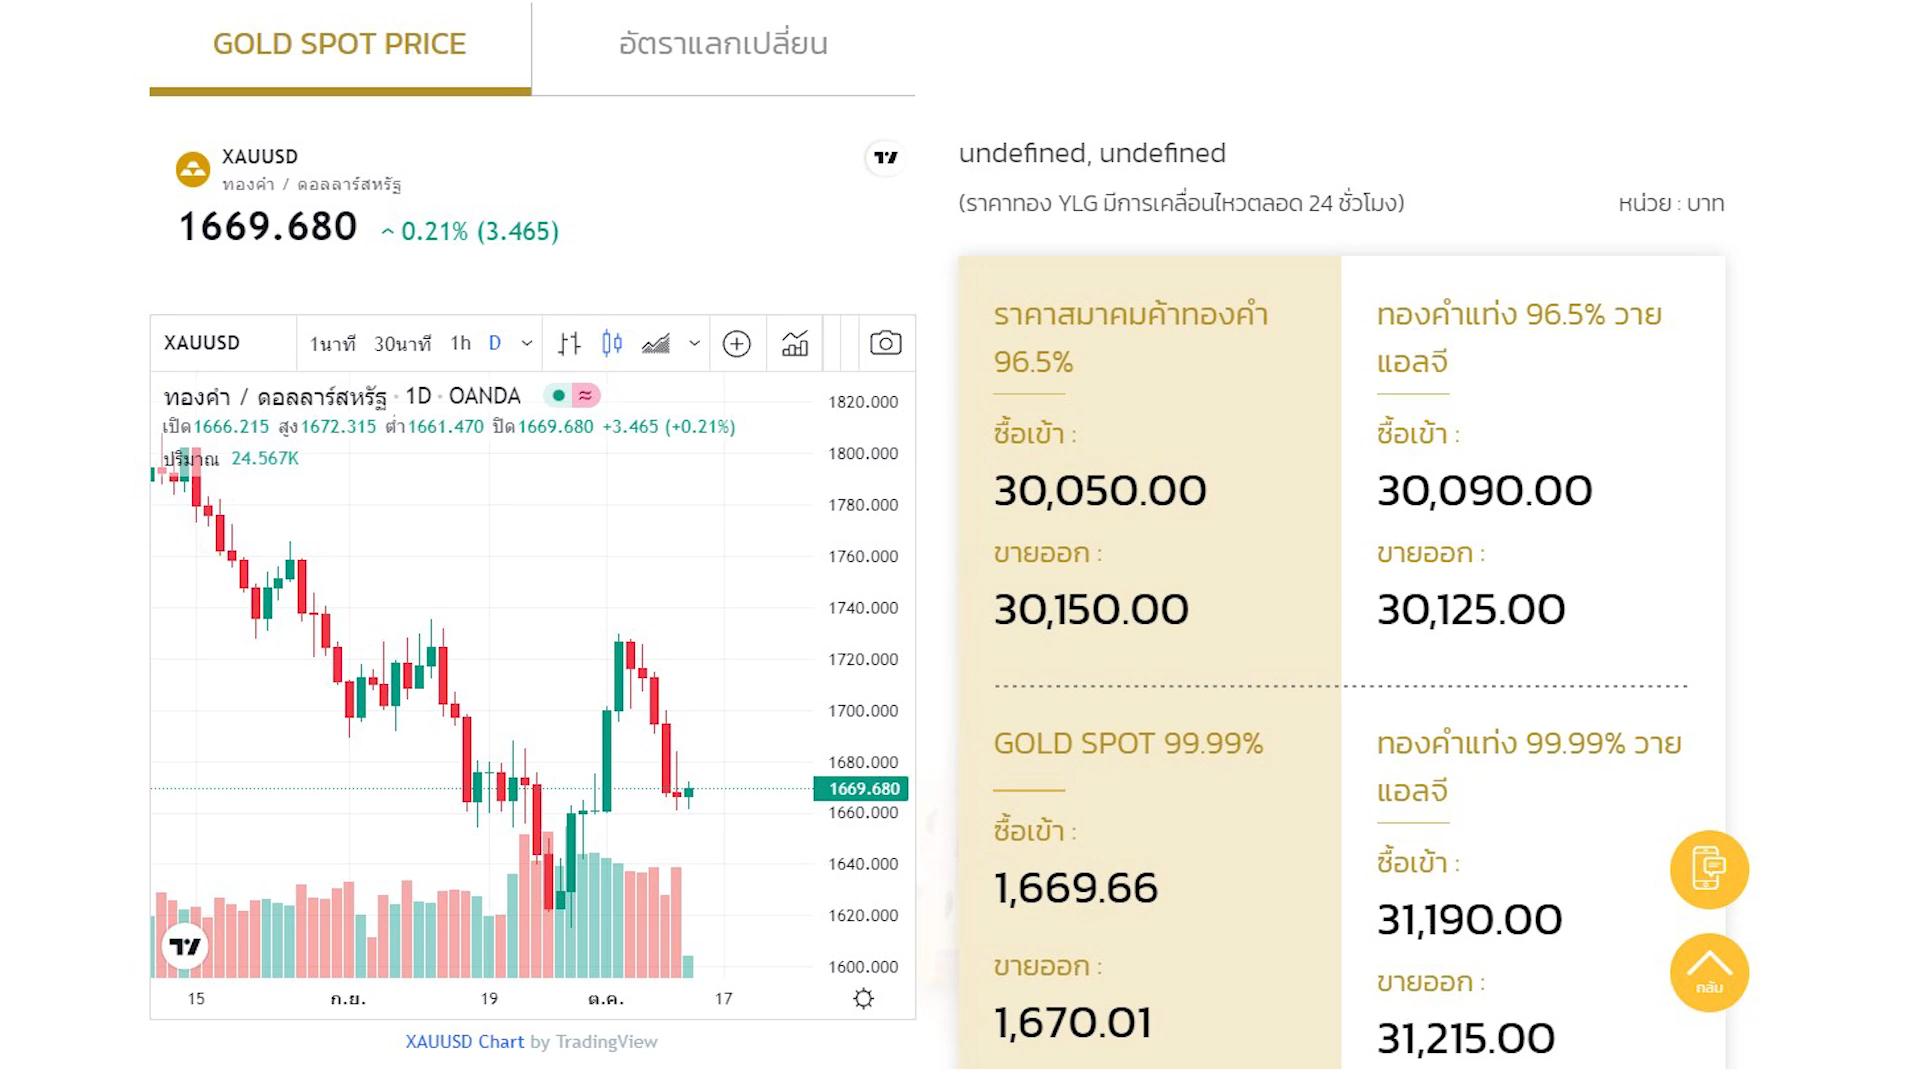 GOLD SPOT PRICE
อัตราแลกเปลี่ยน
XAUUSD
ทองคำ / ดอลลาร์สหรัฐ
1669.680 0.21% (3.465)
XAUUSD 1นาที 30นาที 1h D
ทองคำ / ดอลลาร์สหรัฐ · 1D · OANDA
เปิด1666.215 สูง1672.315 ต่ำ1661.470 ปิด1669.680 +3.465 (+0.21%)
ปริมาณ 24.567K
1820.000
1800.000
1780.000
1760.000
1740.000
1720.000
1700.000
1680.000
1669.680
1660.000
1640.000
1620.000
1600.000
15 ก.ย. 19 ต.ค. 17
XAUUSD Chart by TradingView
undefined, undefined
(ราคาทอง YLG มีการเคลื่อนไหวตลอด 24 ชั่วโมง) หน่วย : บาท
ราคาสมาคมค้าทองคำ
96.5%
ซื้อเข้า :
30,050.00
ขายออก :
30,150.00
ทองคำแท่ง 96.5% วาย
แอลจี
ซื้อเข้า :
30,090.00
ขายออก :
30,125.00
GOLD SPOT 99.99%
ซื้อเข้า :
1,669.66
ขายออก :
1,670.01
ทองคำแท่ง 99.99% วาย
แอลจี
ซื้อเข้า :
31,190.00
ขายออก :
31,215.00
กลับ